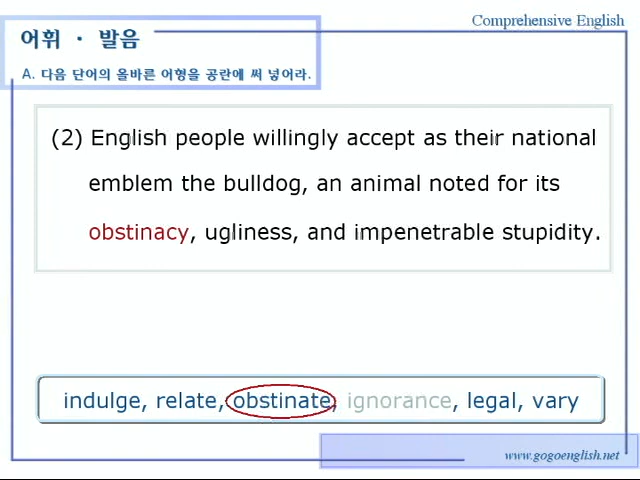 Comprehensive English
어휘 · 발음
A. 다음 단어의 올바른 어형을 공란에 써 넣어라.
(2) English people willingly accept as their national
emblem the bulldog, an animal noted for its
obstinacy, ugliness, and impenetrable stupidity.
indulge, relate, obstinate, ignorance, legal, vary
www.gogoenglish.net